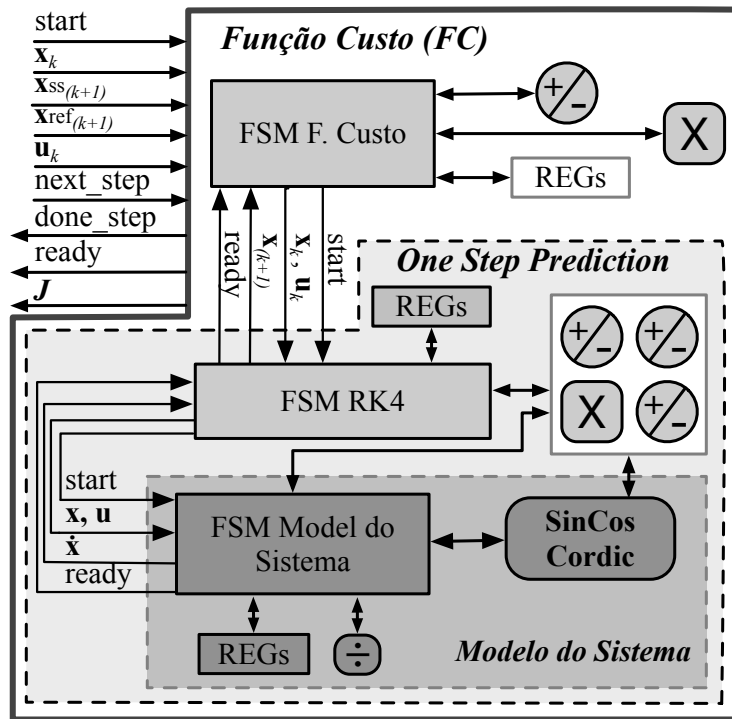 start
Função Custo (FC)
x_k
xss_(k+1)
xref_(k+1)
u_k
next_step
done_step
ready
J
FSM F. Custo
+/-
X
REGs
ready
x_(k+1)
x_k , u_k
start
One Step Prediction
REGs
FSM RK4
+/-
+/-
X
+/-
start
x, u
ẋ
ready
FSM Model do
Sistema
SinCos
Cordic
REGs
÷
Modelo do Sistema